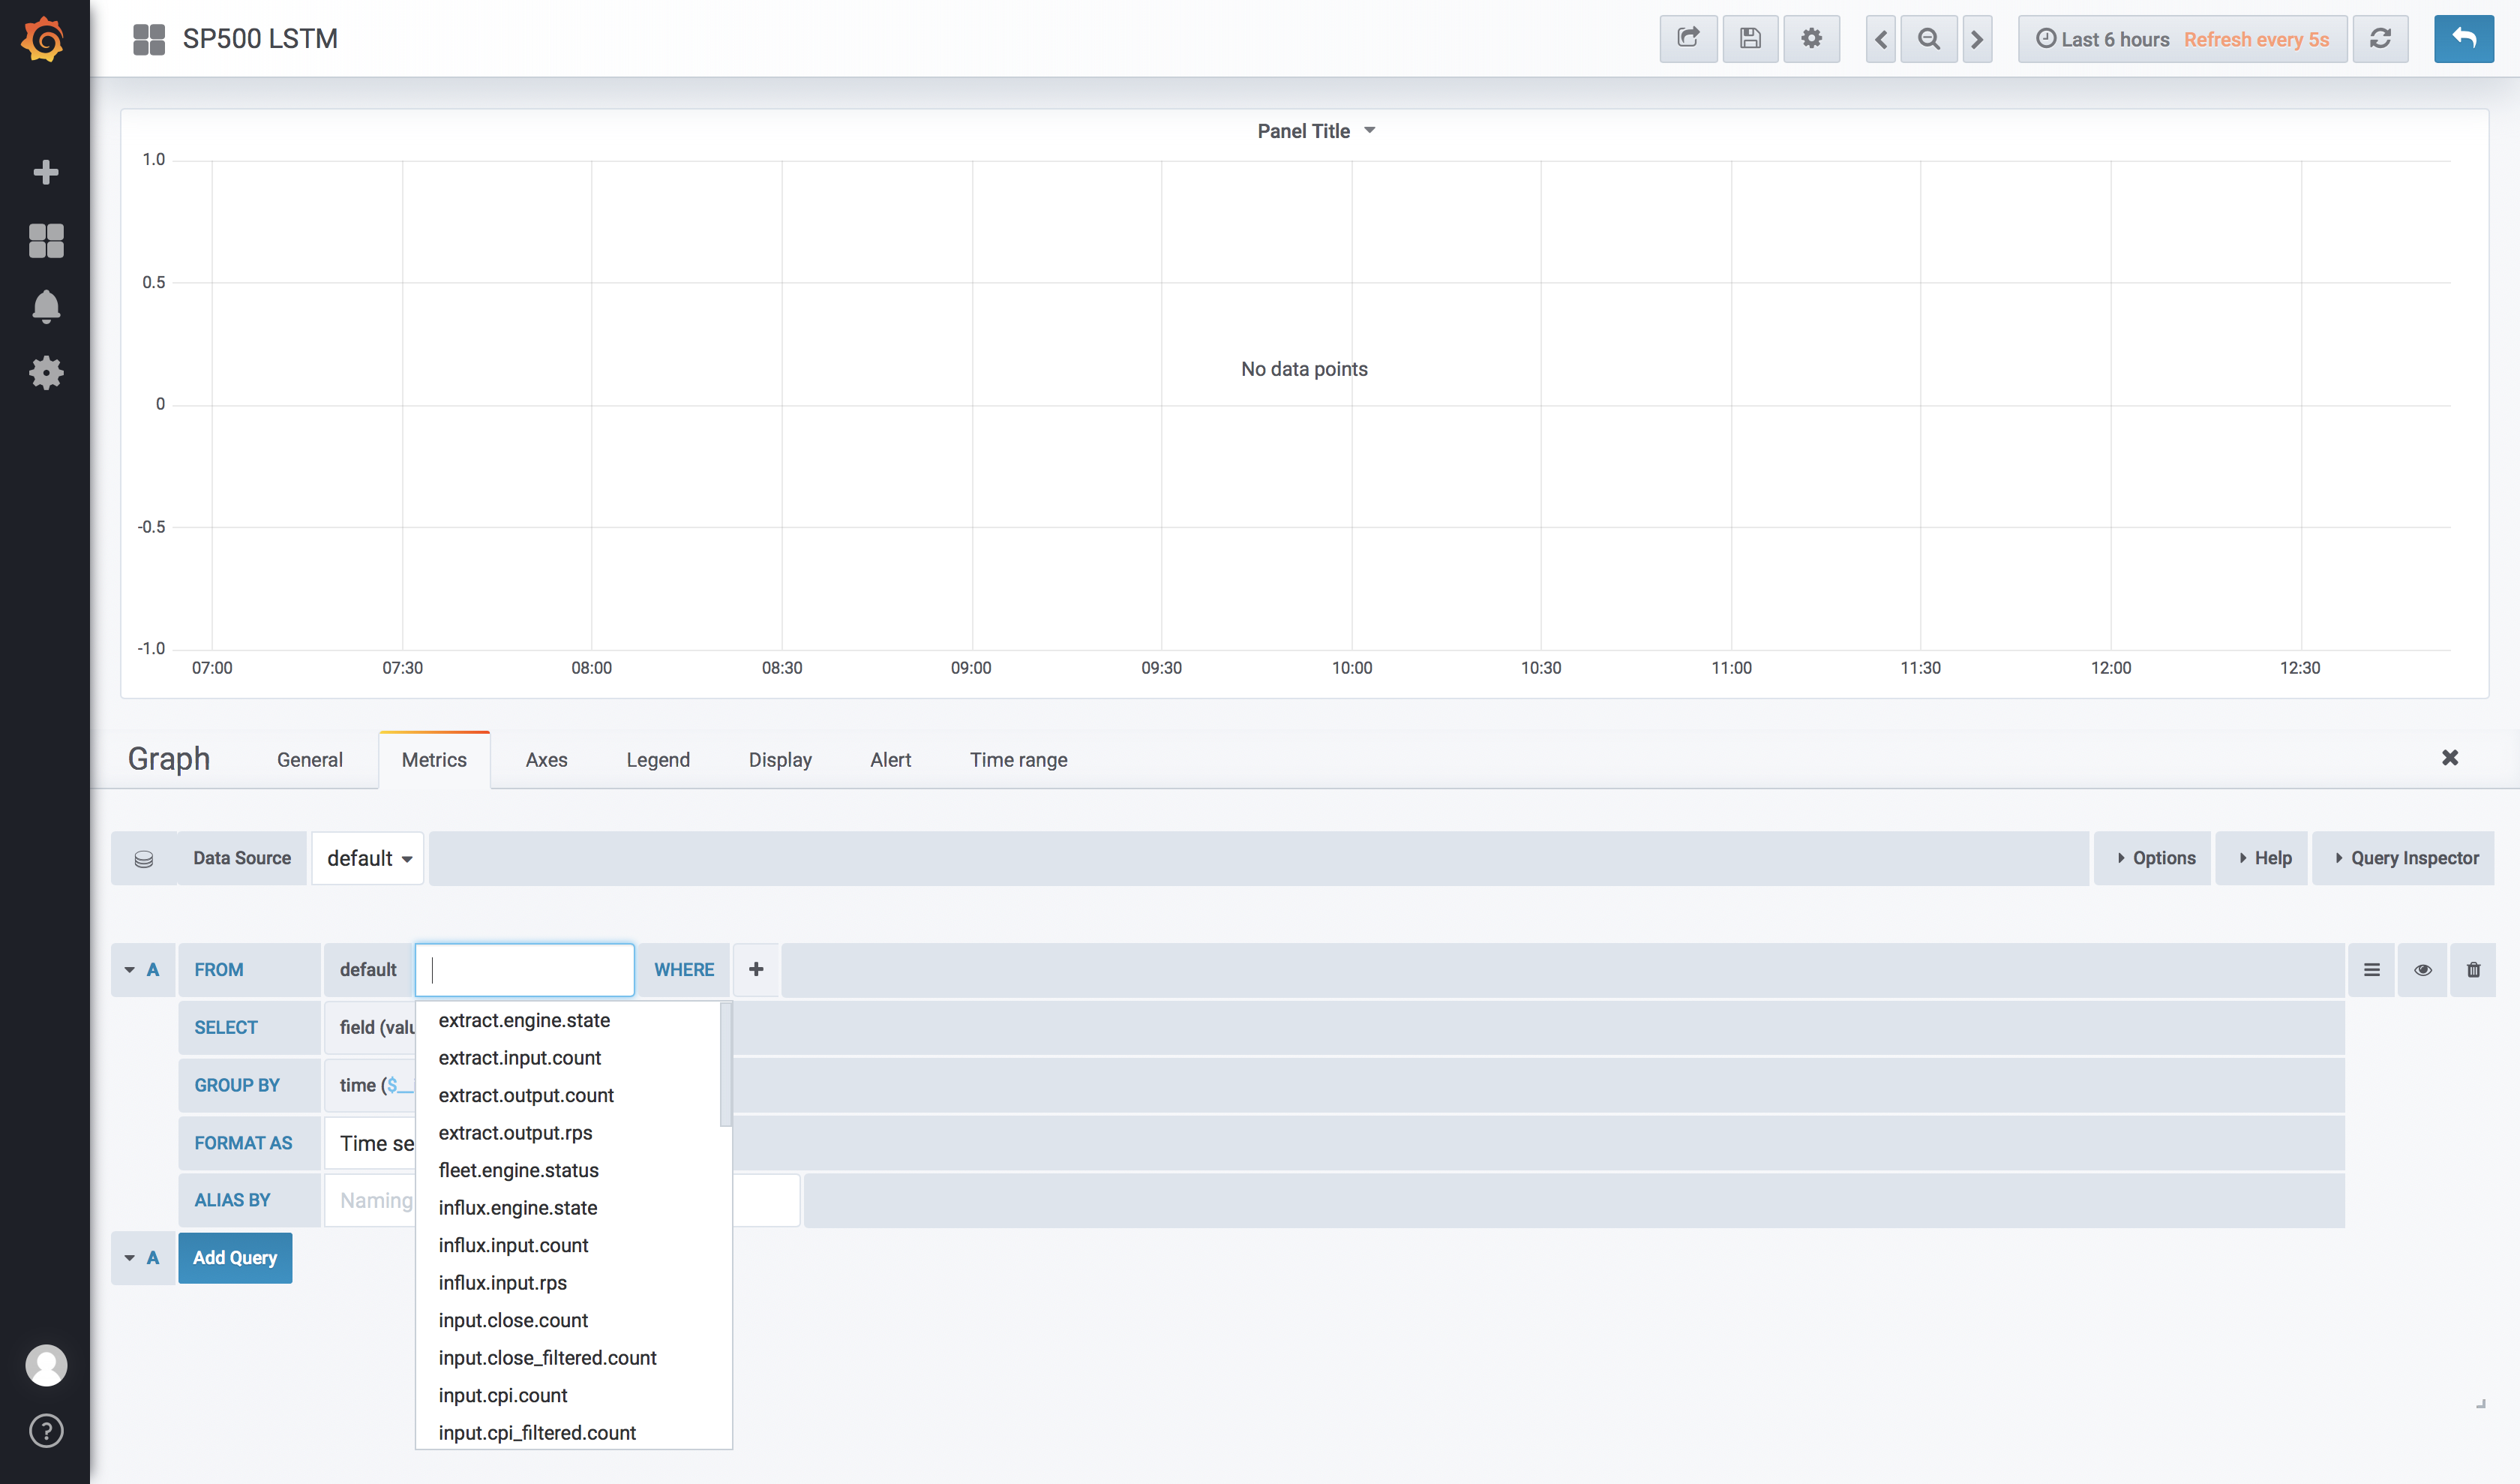 SP500 LSTM
Last 6 hours Refresh every 5s
Panel Title
1.0
0.5
0
-0.5
-1.0
No data points
07:00 07:30 08:00 08:30 09:00 09:30 10:00 10:30 11:00 11:30 12:00 12:30
Graph General Metrics Axes Legend Display Alert Time range
Data Source default Options Help Query Inspector
A FROM default WHERE
SELECT field (valu
GROUP BY time ($__
FORMAT AS Time se
ALIAS BY Naming
A Add Query
extract.engine.state
extract.input.count
extract.output.count
extract.output.rps
fleet.engine.status
influx.engine.state
influx.input.count
influx.input.rps
input.close.count
input.close_filtered.count
input.cpi.count
input.cpi_filtered.count